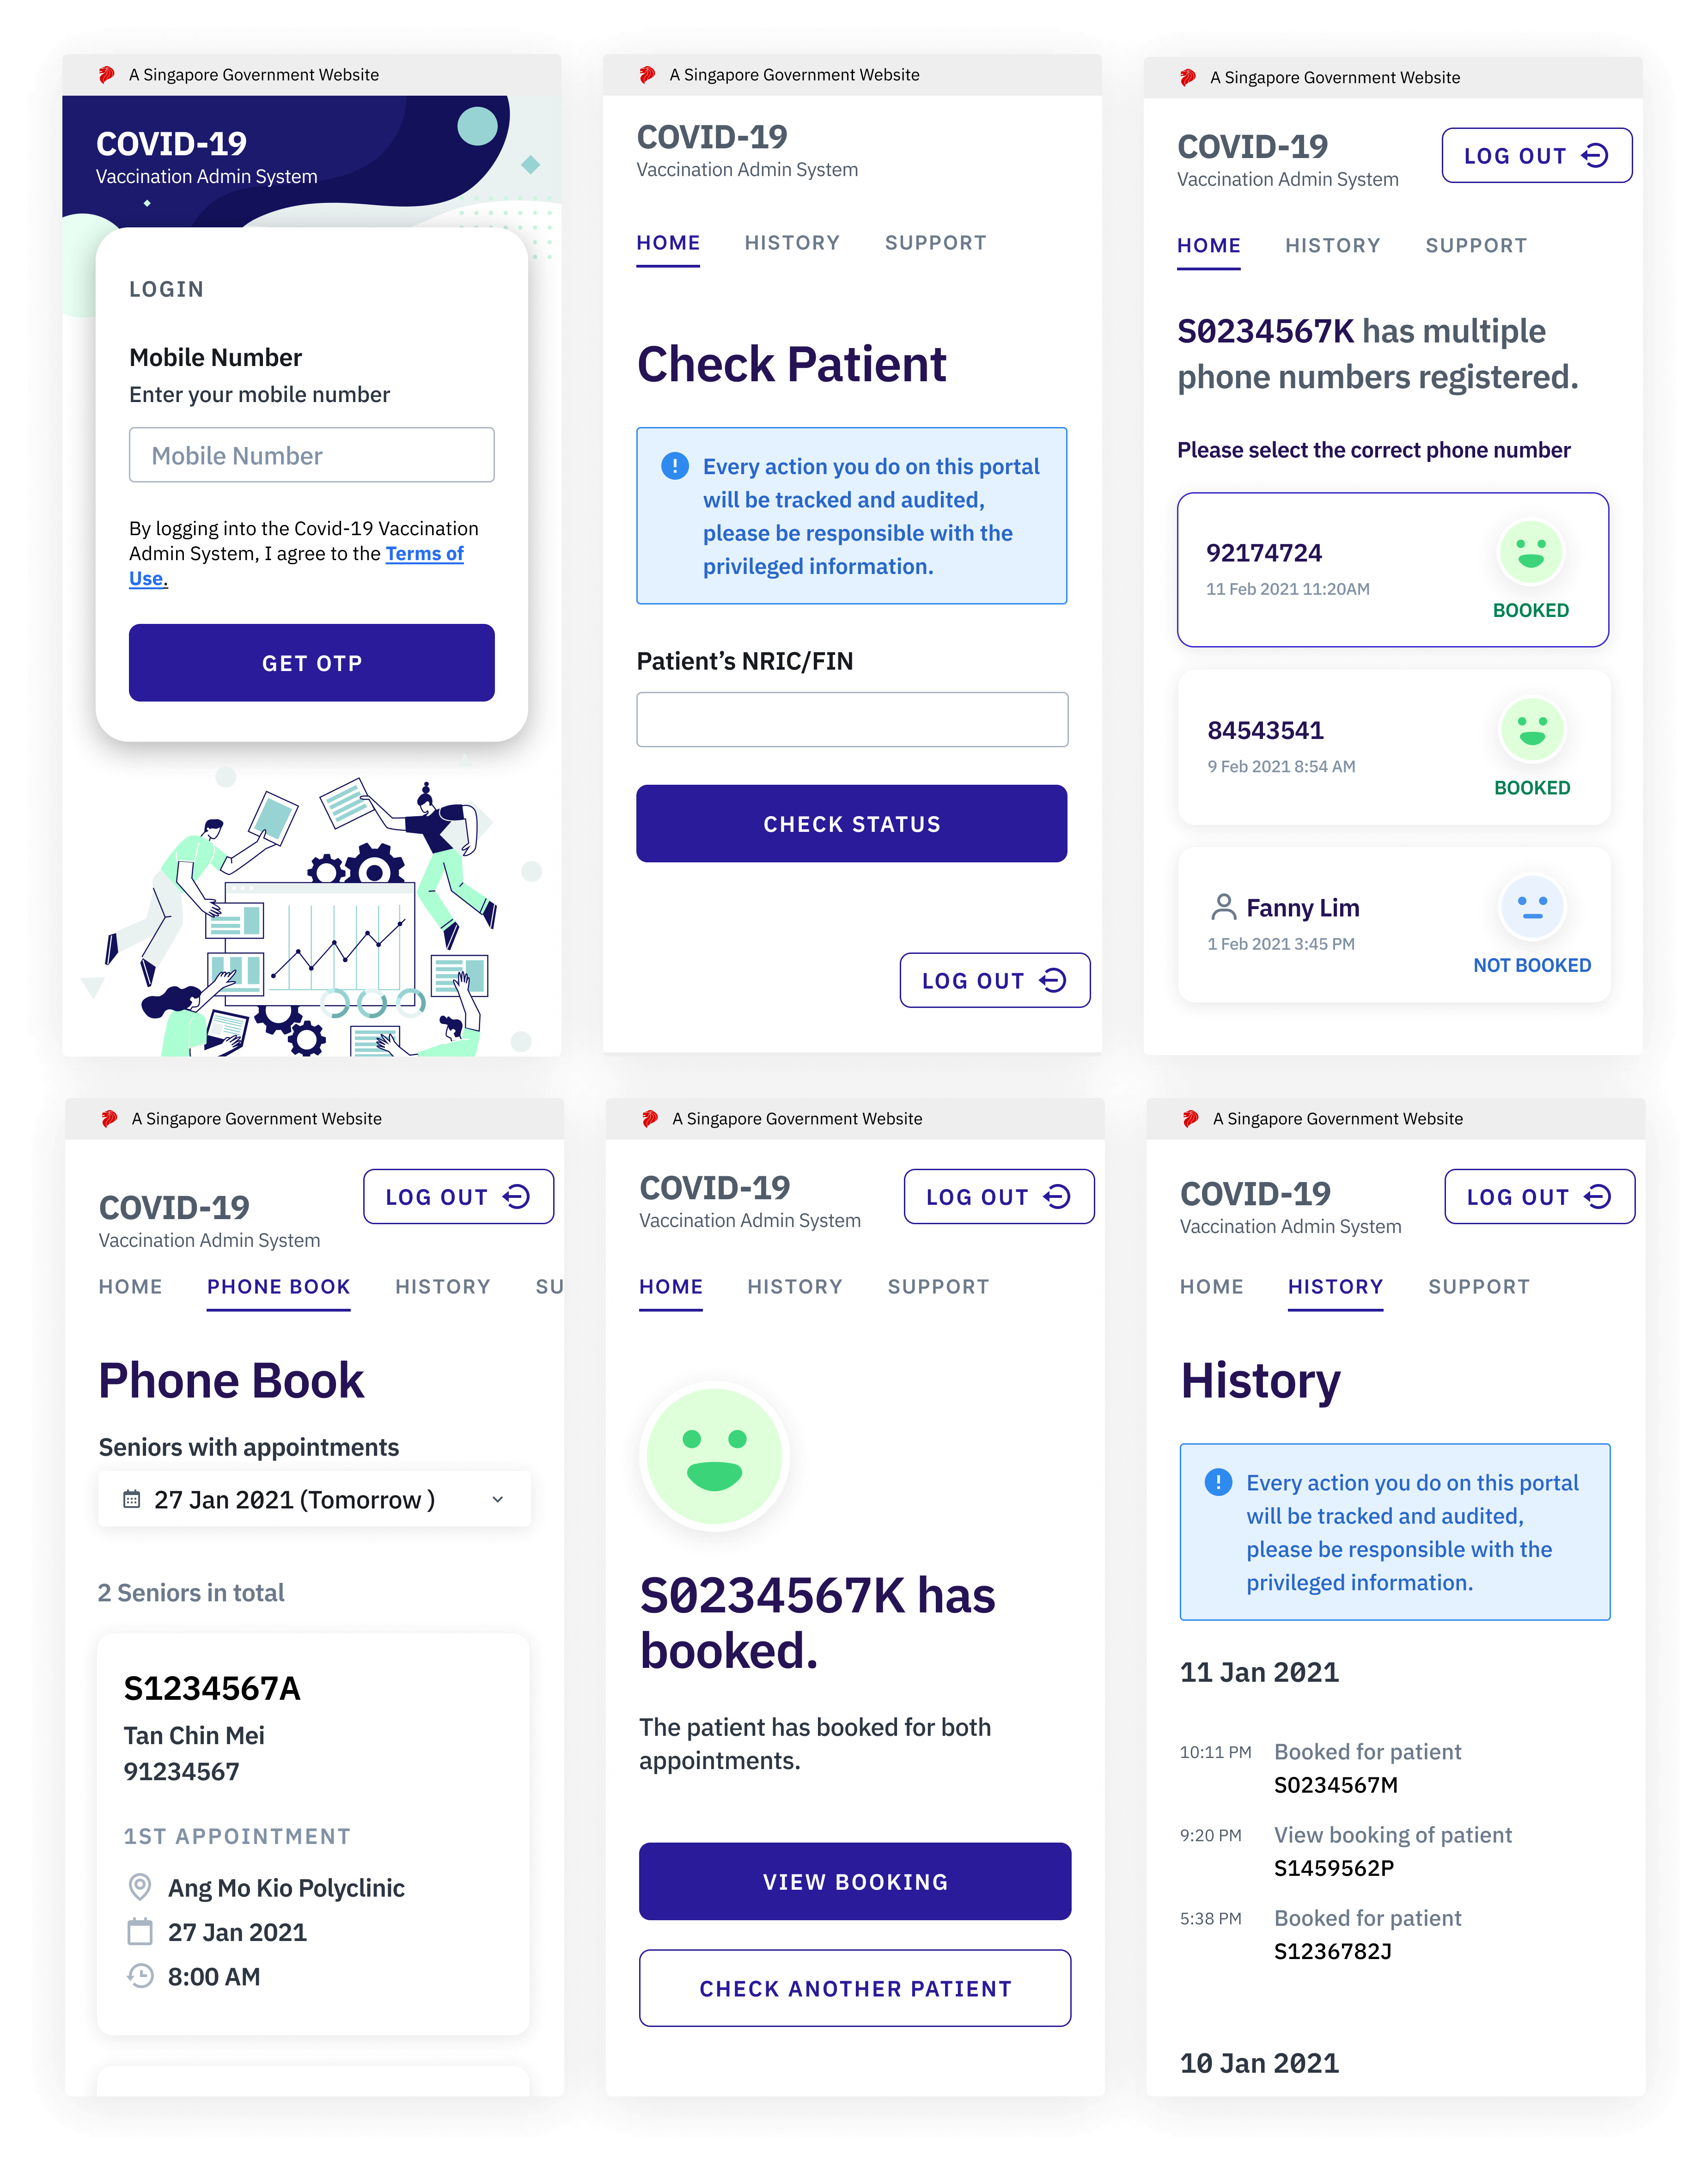 A Singapore Government Website
COVID-19
Vaccination Admin System
LOGIN
Mobile Number
Enter your mobile number
Mobile Number
By logging into the Covid-19 Vaccination
Admin System, I agree to the Terms of
Use.
GET OTP
A Singapore Government Website
COVID-19
Vaccination Admin System
HOME HISTORY SUPPORT
Check Patient
Every action you do on this portal
will be tracked and audited,
please be responsible with the
privileged information.
Patient’s NRIC/FIN
CHECK STATUS
LOG OUT
A Singapore Government Website
COVID-19
Vaccination Admin System
LOG OUT
HOME HISTORY SUPPORT
S0234567K has multiple
phone numbers registered.
Please select the correct phone number
92174724
11 Feb 2021 11:20AM
BOOKED
84543541
9 Feb 2021 8:54 AM
BOOKED
Fanny Lim
1 Feb 2021 3:45 PM
NOT BOOKED
A Singapore Government Website
COVID-19
Vaccination Admin System
LOG OUT
HOME PHONE BOOK HISTORY SU
Phone Book
Seniors with appointments
27 Jan 2021 (Tomorrow )
2 Seniors in total
S1234567A
Tan Chin Mei
91234567
1ST APPOINTMENT
Ang Mo Kio Polyclinic
27 Jan 2021
8:00 AM
A Singapore Government Website
COVID-19
Vaccination Admin System
LOG OUT
HOME HISTORY SUPPORT
S0234567K has
booked.
The patient has booked for both
appointments.
VIEW BOOKING
CHECK ANOTHER PATIENT
A Singapore Government Website
COVID-19
Vaccination Admin System
LOG OUT
HOME HISTORY SUPPORT
History
Every action you do on this portal
will be tracked and audited,
please be responsible with the
privileged information.
11 Jan 2021
10:11 PM Booked for patient
S0234567M
9:20 PM View booking of patient
S1459562P
5:38 PM Booked for patient
S1236782J
10 Jan 2021